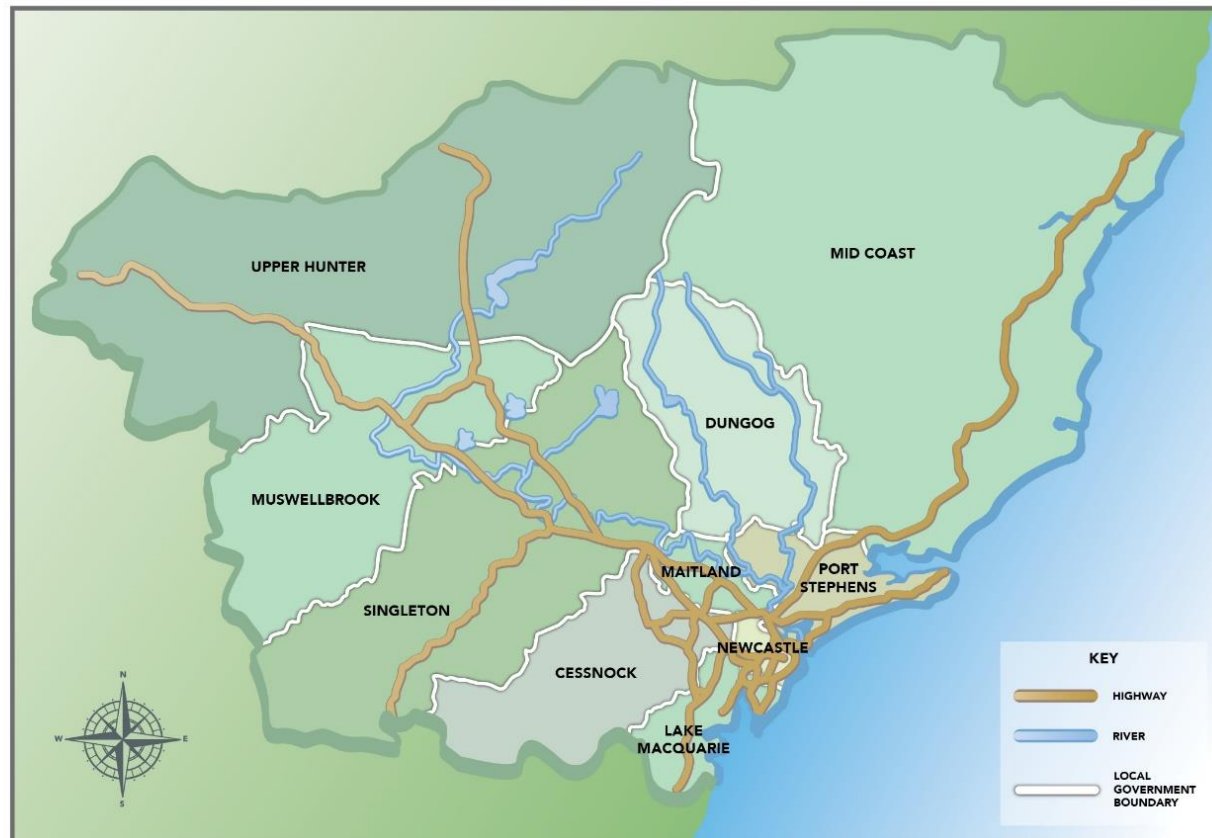 UPPER HUNTER
MID COAST
DUNGOG
MUSWELLBROOK
MAITLAND
PORT
STEPHENS
SINGLETON
NEWCASTLE
CESSNOCK
LAKE
MACQUARIE
N
W
E
S
KEY
HIGHWAY
RIVER
LOCAL
GOVERNMENT
BOUNDARY